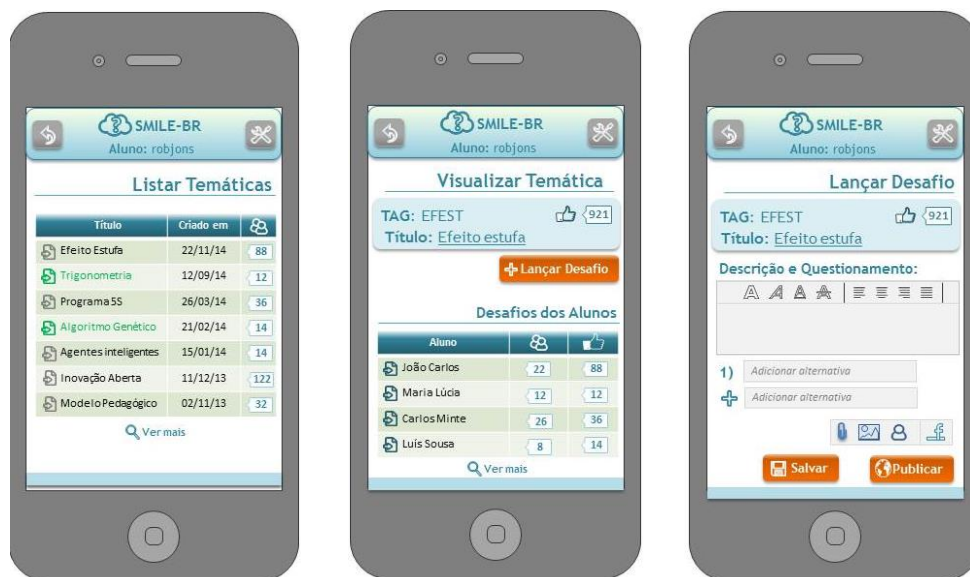 SMILE-BR
Aluno: robjons
Listar Temáticas
Título Criado em
Efeito Estufa 22/11/14 88
Trigonometria 12/09/14 12
Programa 5S 26/03/14 36
Algoritmo Genético 21/02/14 14
Agentes inteligentes 15/01/14 14
Inovação Aberta 11/12/13 122
Modelo Pedagógico 02/11/13 32
Ver mais
SMILE-BR
Aluno: robjons
Visualizar Temática
TAG: EFEST 921
Título: Efeito estufa
Lançar Desafio
Desafios dos Alunos
Aluno
João Carlos 22 88
Maria Lúcia 12 12
Carlos Minte 26 36
Luís Sousa 8 14
Ver mais
SMILE-BR
Aluno: robjons
Lançar Desafio
TAG: EFEST 921
Título: Efeito estufa
Descrição e Questionamento:
A A A A
1) Adicionar alternativa
Adicionar alternativa
Salvar Publicar